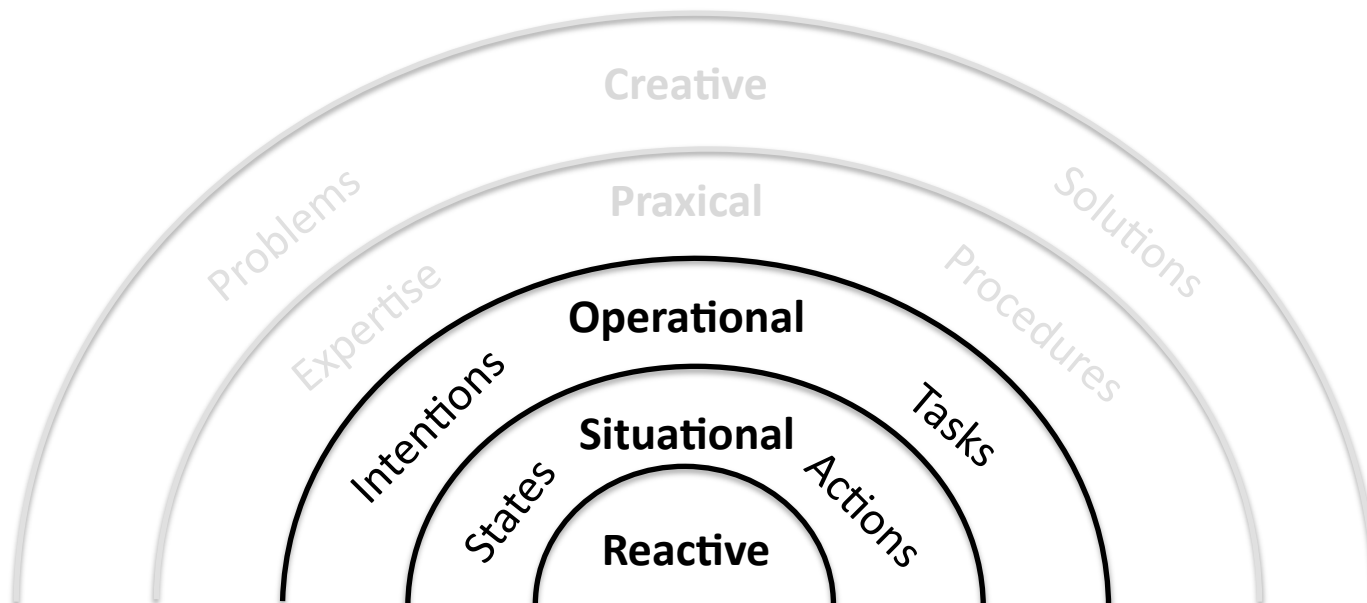 Creative
Problems
Solutions
Praxical
Expertise
Procedures
Operational
Intentions
Tasks
Situational
States
Actions
Reactive